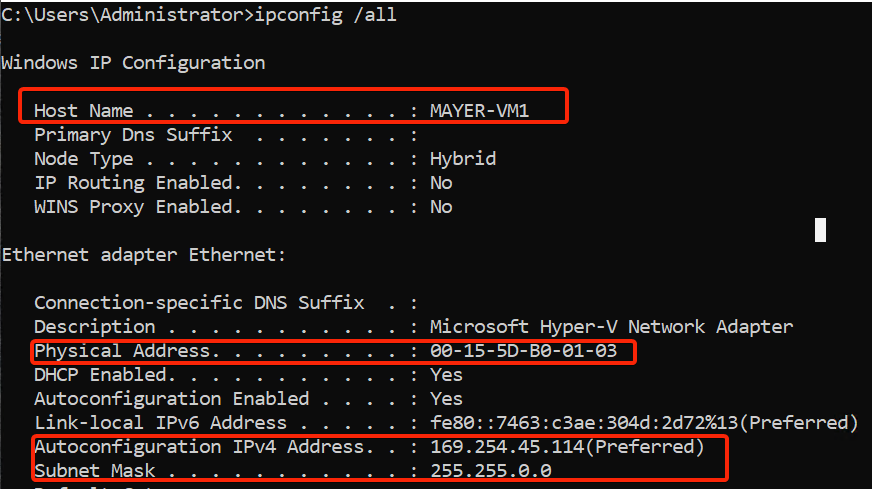 C:\Users\Administrator>ipconfig /all
Windows IP Configuration
Host Name . . . . . . . . . . . . : MAYER-VM1
Primary Dns Suffix  . . . . . . . :
Node Type . . . . . . . . . . . . : Hybrid
IP Routing Enabled. . . . . . . . : No
WINS Proxy Enabled. . . . . . . . : No
Ethernet adapter Ethernet:
Connection-specific DNS Suffix  . :
Description . . . . . . . . . . . : Microsoft Hyper-V Network Adapter
Physical Address. . . . . . . . . : 00-15-5D-B0-01-03
DHCP Enabled. . . . . . . . . . . : Yes
Autoconfiguration Enabled . . . . : Yes
Link-local IPv6 Address . . . . . : fe80::7463:c3ae:304d:2d72%13(Preferred)
Autoconfiguration IPv4 Address. . : 169.254.45.114(Preferred)
Subnet Mask . . . . . . . . . . . : 255.255.0.0